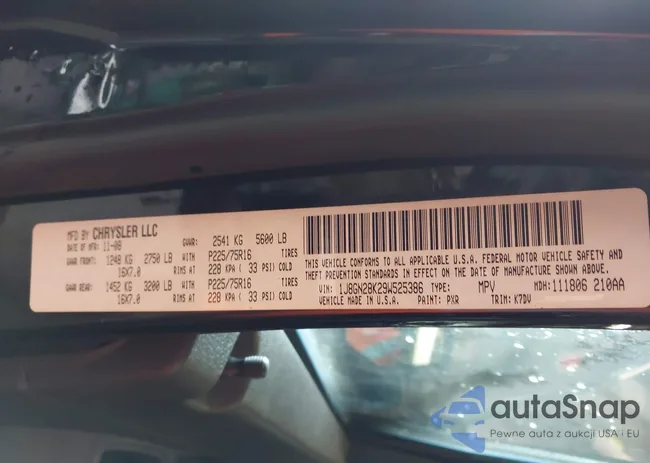 MFD BY CHRYSLER LLC
DATE OF MFR 11-08 GVWR: 2541 KG 5600 LB
GAWR FRONT: 1248 KG 2750 LB WITH P225/75R16 TIRES
16X7.0 RIMS AT 228 KPA ( 33 PSI) COLD
GAWR REAR: 1452 KG 3200 LB WITH P225/75R16 TIRES
16X7.0 RIMS AT 228 KPA ( 33 PSI) COLD
THIS VEHICLE CONFORMS TO ALL APPLICABLE U.S.A. FEDERAL MOTOR VEHICLE SAFETY
AND THEFT PREVENTION STANDARDS IN EFFECT ON THE DATE OF MANUFACTURE SHOWN ABOVE.
VIN: 1J8GN28K29W525386 TYPE: MPV MDH: 111806 210AA
VEHICLE MADE IN U.S.A. PAINT: PXR TRIM: K7DV
autaSnap
Pewne auta z aukcji USA i EU